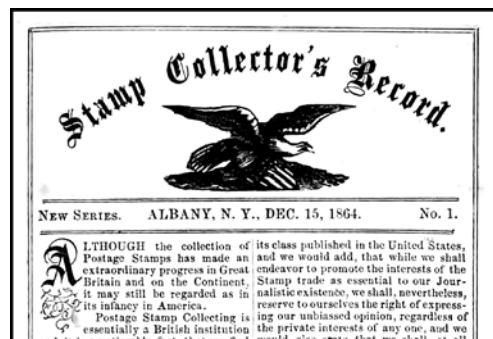 Stamp Collector's Record.
NEW SERIES. ALBANY, N. Y., DEC. 15, 1864. No. 1.
ALTHOUGH the collection of
Postage Stamps has made an
extraordinary progress in Great
Britain and on the Continent,
it may still be regarded as in
its infancy in America.
Postage Stamp Collecting is
essentially a British institution
its class published in the United States,
and we would add, that while we shall
endeavor to promote the interests of the
Stamp trade as essential to our Jour-
nalistic existence, we shall, nevertheless,
reserve to ourselves the right of express-
ing our unbiassed opinion, regardless of
the private interests of any one, and we